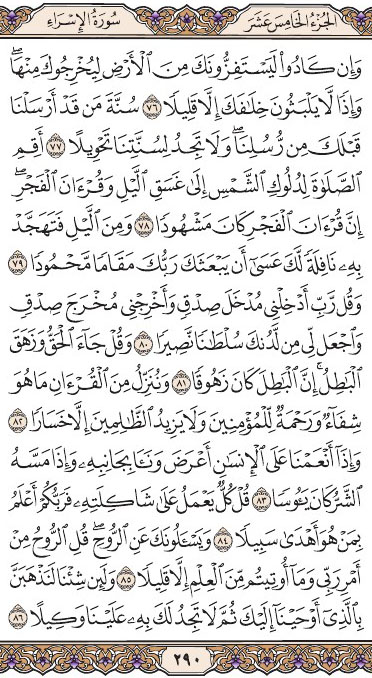 الجُزْءُ الخَامِسَ عَشَرَ سُورَةُ الإِسْرَاءِ
وَإِن كَادُوا۟ لَيَسْتَفِزُّونَكَ مِنَ ٱلْأَرْضِ لِيُخْرِجُوكَ مِنْهَا ۖ
وَإِذًا لَّا يَلْبَثُونَ خِلَـٰفَكَ إِلَّا قَلِيلًا ٧٦ سُنَّةَ مَن قَدْ أَرْسَلْنَا
قَبْلَكَ مِن رُّسُلِنَا ۖ وَلَا تَجِدُ لِسُنَّتِنَا تَحْوِيلًا ٧٧ أَقِمِ
ٱلصَّلَوٰةَ لِدُلُوكِ ٱلشَّمْسِ إِلَىٰ غَسَقِ ٱلَّيْلِ وَقُرْءَانَ ٱلْفَجْرِ ۖ
إِنَّ قُرْءَانَ ٱلْفَجْرِ كَانَ مَشْهُودًا ٧٨ وَمِنَ ٱلَّيْلِ فَتَهَجَّدْ
بِهِۦ نَافِلَةً لَّكَ عَسَىٰٓ أَن يَبْعَثَكَ رَبُّكَ مَقَامًا مَّحْمُودًا ٧٩
وَقُل رَّبِّ أَدْخِلْنِى مُدْخَلَ صِدْقٍ وَأَخْرِجْنِى مُخْرَجَ صِدْقٍ
وَٱجْعَل لِّى مِن لَّدُنكَ سُلْطَـٰنًا نَّصِيرًا ٨٠ وَقُلْ جَآءَ ٱلْحَقُّ وَزَهَقَ
ٱلْبَـٰطِلُ ۚ إِنَّ ٱلْبَـٰطِلَ كَانَ زَهُوقًا ٨١ وَنُنَزِّلُ مِنَ ٱلْقُرْءَانِ مَا هُوَ
شِفَآءٌ وَرَحْمَةٌ لِّلْمُؤْمِنِينَ وَلَا يَزِيدُ ٱلظَّـٰلِمِينَ إِلَّا خَسَارًا ٨٢
وَإِذَآ أَنْعَمْنَا عَلَى ٱلْإِنسَـٰنِ أَعْرَضَ وَنَـَٔا بِجَانِبِهِۦ وَإِذَا مَسَّهُ
ٱلشَّرُّ كَانَ يَـُٔوسًا ٨٣ قُلْ كُلٌّ يَعْمَلُ عَلَىٰ شَاكِلَتِهِۦ فَرَبُّكُمْ أَعْلَمُ
بِمَنْ هُوَ أَهْدَىٰ سَبِيلًا ٨٤ وَيَسْـَٔلُونَكَ عَنِ ٱلرُّوحِ ۖ قُلِ ٱلرُّوحُ مِنْ
أَمْرِ رَبِّى وَمَآ أُوتِيتُم مِّنَ ٱلْعِلْمِ إِلَّا قَلِيلًا ٨٥ وَلَئِن شِئْنَا لَنَذْهَبَنَّ
بِٱلَّذِىٓ أَوْحَيْنَآ إِلَيْكَ ثُمَّ لَا تَجِدُ لَكَ بِهِۦ عَلَيْنَا وَكِيلًا ٨٦
٢٩٠